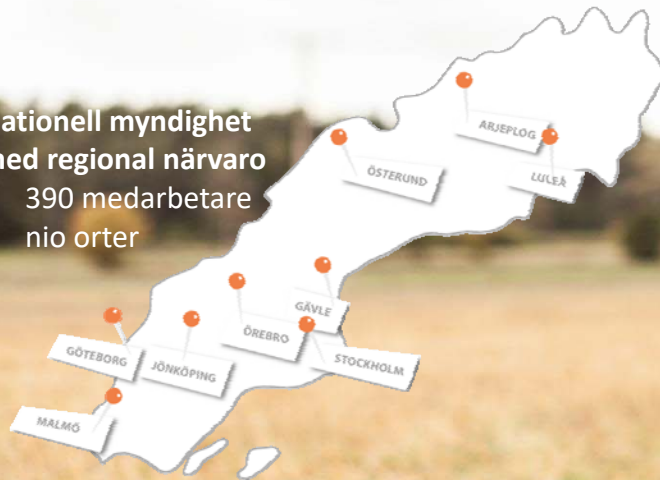 ationell myndighet
ned regional närvaro
390 medarbetare
nio orter
ARJEPLOG
LULEÅ
ÖSTERUND
GÄVLE
ÖREBRO
STOCKHOLM
GÖTEBORG
JÖNKÖPING
MALMÖ